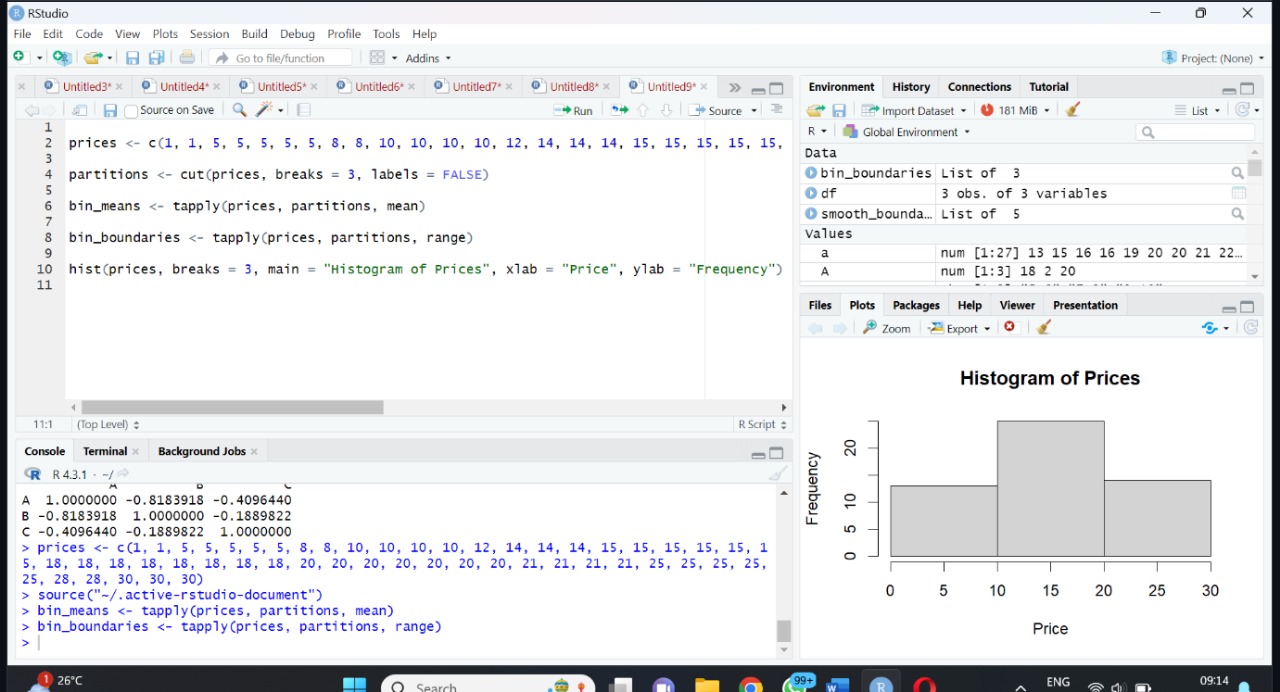 RStudio
File Edit Code View Plots Session Build Debug Profile Tools Help
Go to file/function Addins Project: (None)
Untitled3* Untitled4* Untitled5* Untitled6* Untitled7* Untitled8* Untitled9*
Source on Save Run Source
1
2 prices <- c(1, 1, 5, 5, 5, 5, 5, 8, 8, 10, 10, 10, 10, 12, 14, 14, 14, 15, 15, 15, 15, 15,
3
4 partitions <- cut(prices, breaks = 3, labels = FALSE)
5
6 bin_means <- tapply(prices, partitions, mean)
7
8 bin_boundaries <- tapply(prices, partitions, range)
9
10 hist(prices, breaks = 3, main = "Histogram of Prices", xlab = "Price", ylab = "Frequency")
11
11:1 (Top Level) R Script
Console Terminal Background Jobs
R 4.3.1 · ~/
A 1.0000000 -0.8183918 -0.4096440
B -0.8183918 1.0000000 -0.1889822
C -0.4096440 -0.1889822 1.0000000
> prices <- c(1, 1, 5, 5, 5, 5, 5, 8, 8, 10, 10, 10, 10, 12, 14, 14, 14, 15, 15, 15, 15, 15, 1
5, 18, 18, 18, 18, 18, 18, 18, 18, 20, 20, 20, 20, 20, 20, 20, 21, 21, 21, 21, 25, 25, 25, 25,
25, 28, 28, 30, 30, 30)
> source("~/.active-rstudio-document")
> bin_means <- tapply(prices, partitions, mean)
> bin_boundaries <- tapply(prices, partitions, range)
>
Environment History Connections Tutorial
Import Dataset 181 MiB List
R Global Environment
Data
bin_boundaries List of 3
df 3 obs. of 3 variables
smooth_bounda… List of 5
Values
a num [1:27] 13 15 16 16 19 20 20 21 22…
A num [1:3] 18 2 20
Files Plots Packages Help Viewer Presentation
Zoom Export
Histogram of Prices
Frequency
20
10
5
0
0 5 10 15 20 25 30
Price
1 26°C Search 99+ ENG 09:14